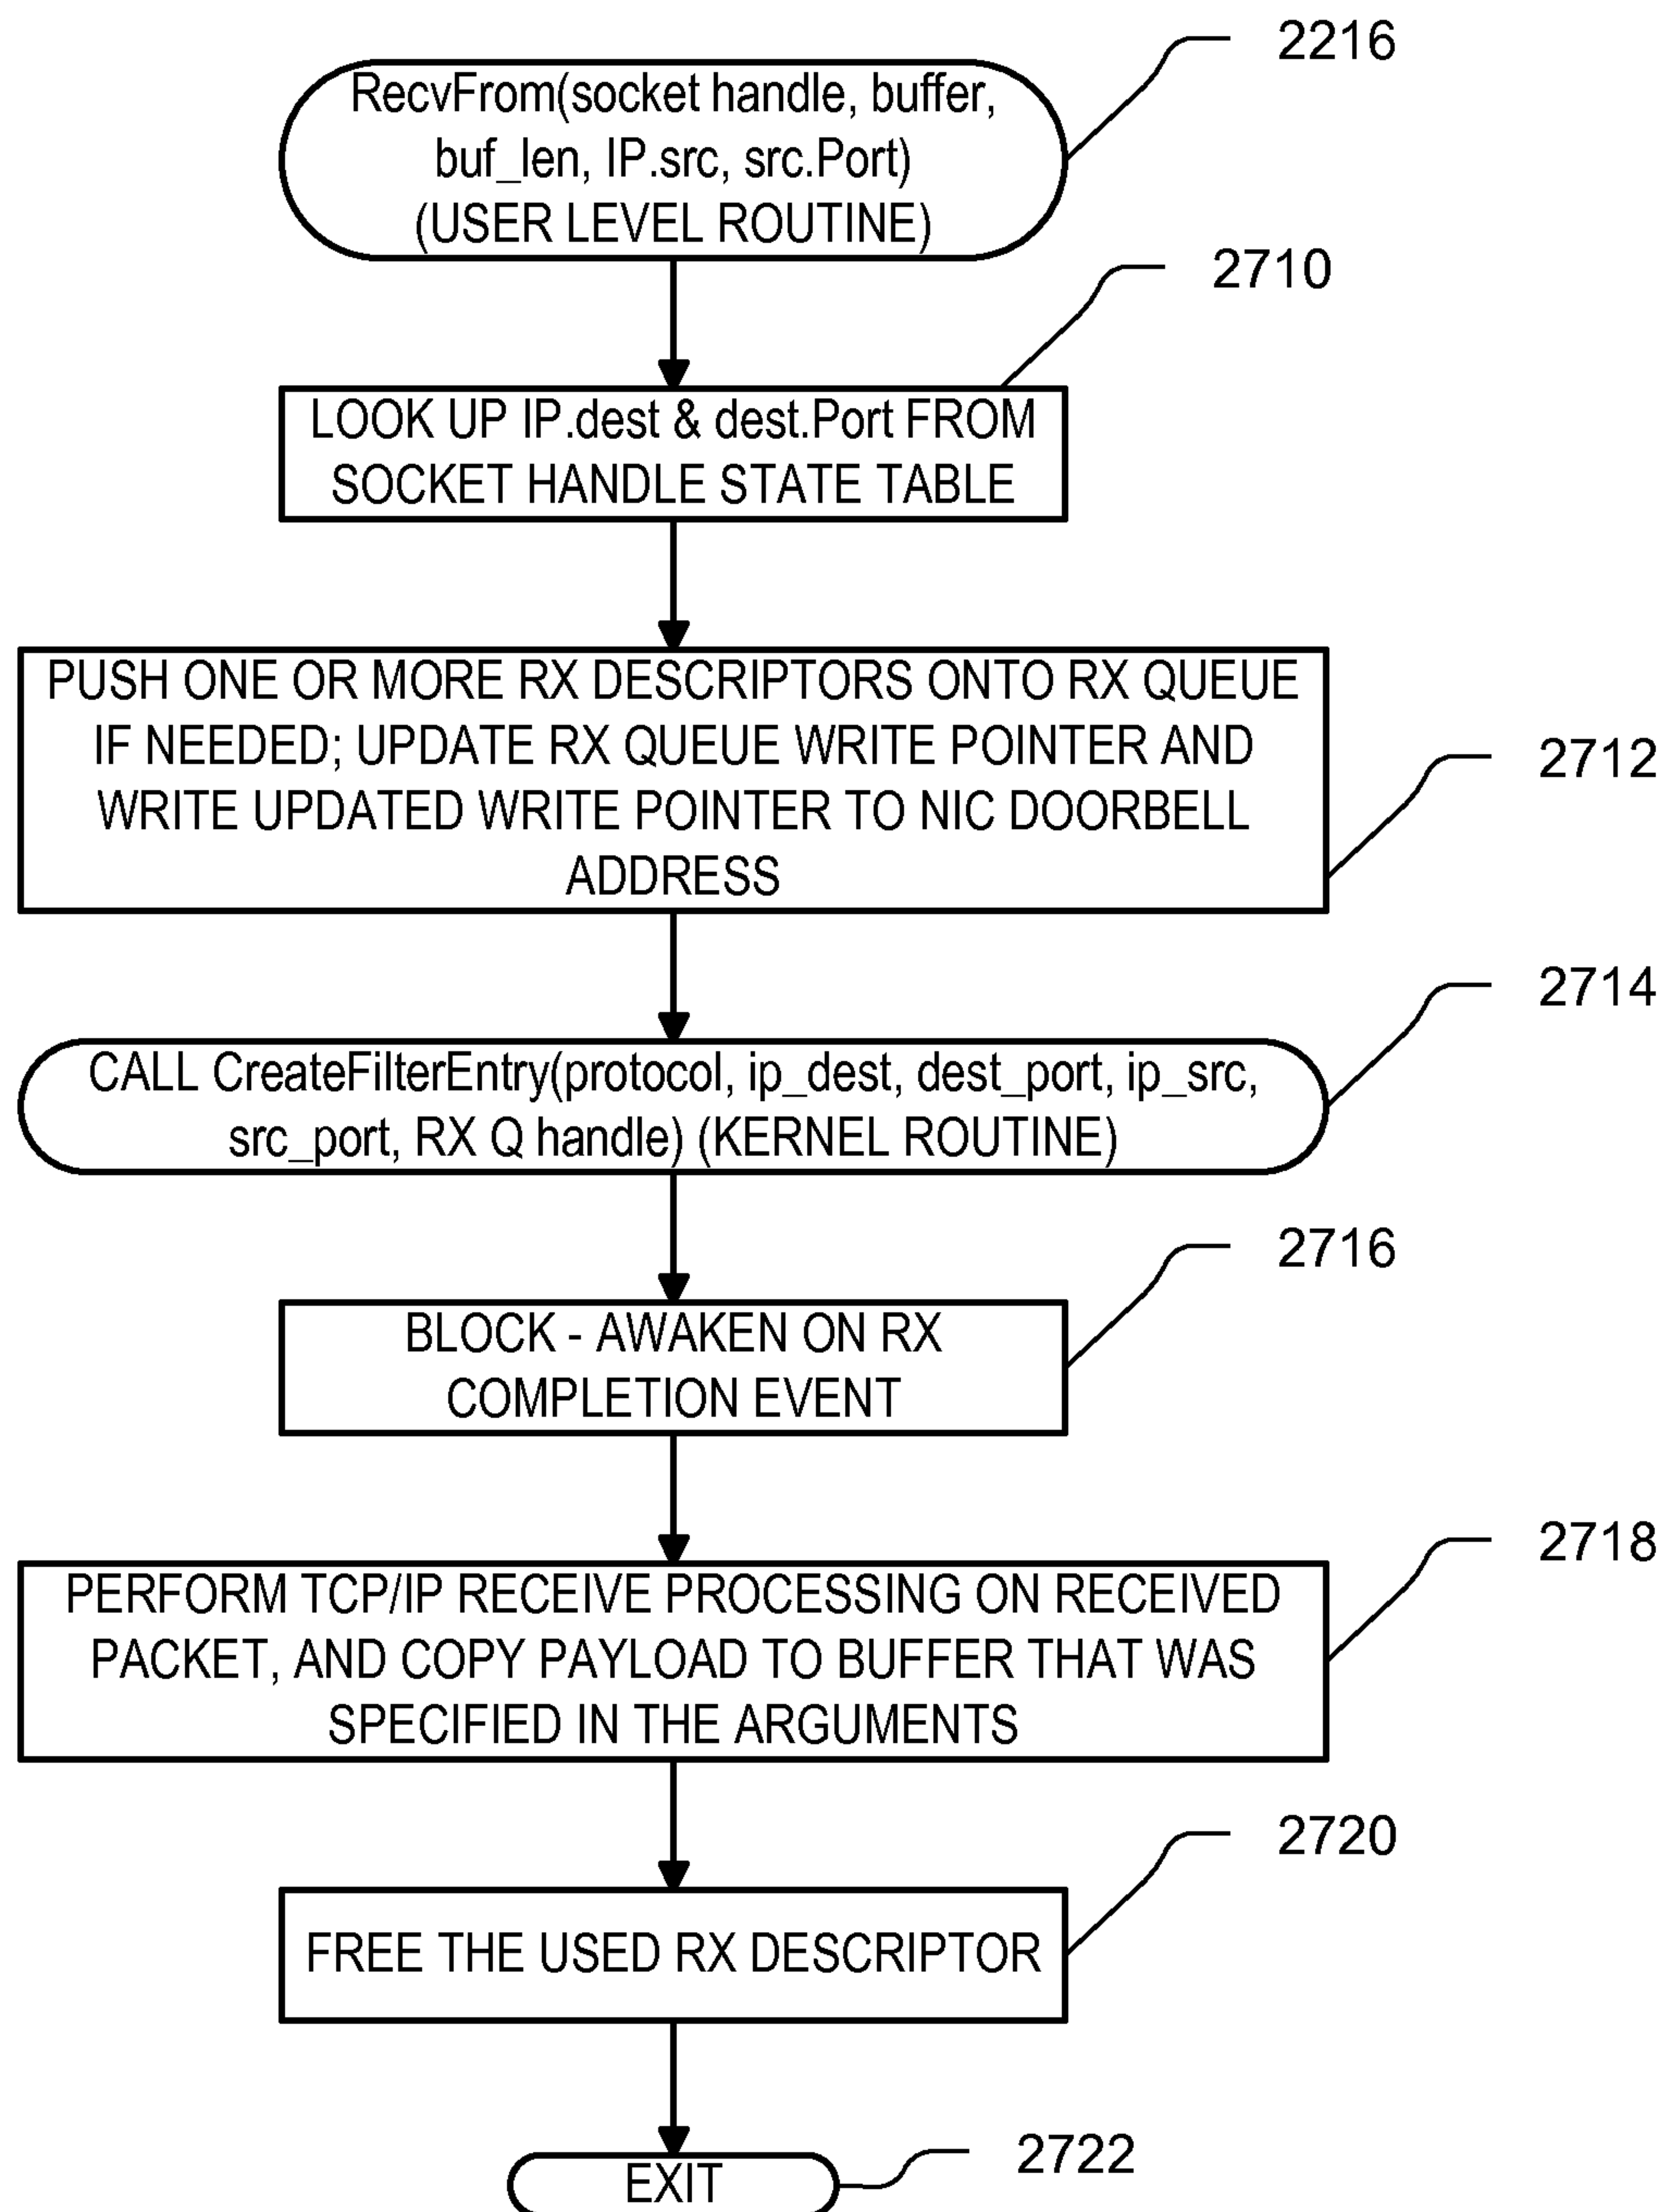 2216
RecvFrom(socket handle, buffer,
buf_len, IP.src, src.Port)
(USER LEVEL ROUTINE)
2710
LOOK UP IP.dest & dest.Port FROM
SOCKET HANDLE STATE TABLE
PUSH ONE OR MORE RX DESCRIPTORS ONTO RX QUEUE
IF NEEDED; UPDATE RX QUEUE WRITE POINTER AND
WRITE UPDATED WRITE POINTER TO NIC DOORBELL
ADDRESS
2712
2714
CALL CreateFilterEntry(protocol, ip_dest, dest_port, ip_src,
src_port, RX Q handle) (KERNEL ROUTINE)
2716
BLOCK - AWAKEN ON RX
COMPLETION EVENT
2718
PERFORM TCP/IP RECEIVE PROCESSING ON RECEIVED
PACKET, AND COPY PAYLOAD TO BUFFER THAT WAS
SPECIFIED IN THE ARGUMENTS
2720
FREE THE USED RX DESCRIPTOR
2722
EXIT